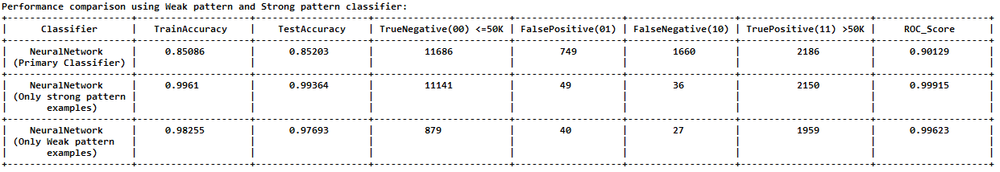 Performance comparison using Weak pattern and Strong pattern classifier:
Classifier | TrainAccuracy | TestAccuracy | TrueNegative(00) <=50K | FalsePositive(01) | FalseNegative(10) | TruePositive(11) >50K | ROC_Score
NeuralNetwork | 0.85086 | 0.85203 | 11686 | 749 | 1660 | 2186 | 0.90129
(Primary Classifier)
NeuralNetwork | 0.9961 | 0.99364 | 11141 | 49 | 36 | 2150 | 0.99915
(Only strong pattern
examples)
NeuralNetwork | 0.98255 | 0.97693 | 879 | 40 | 27 | 1959 | 0.99623
(Only Weak pattern
examples)